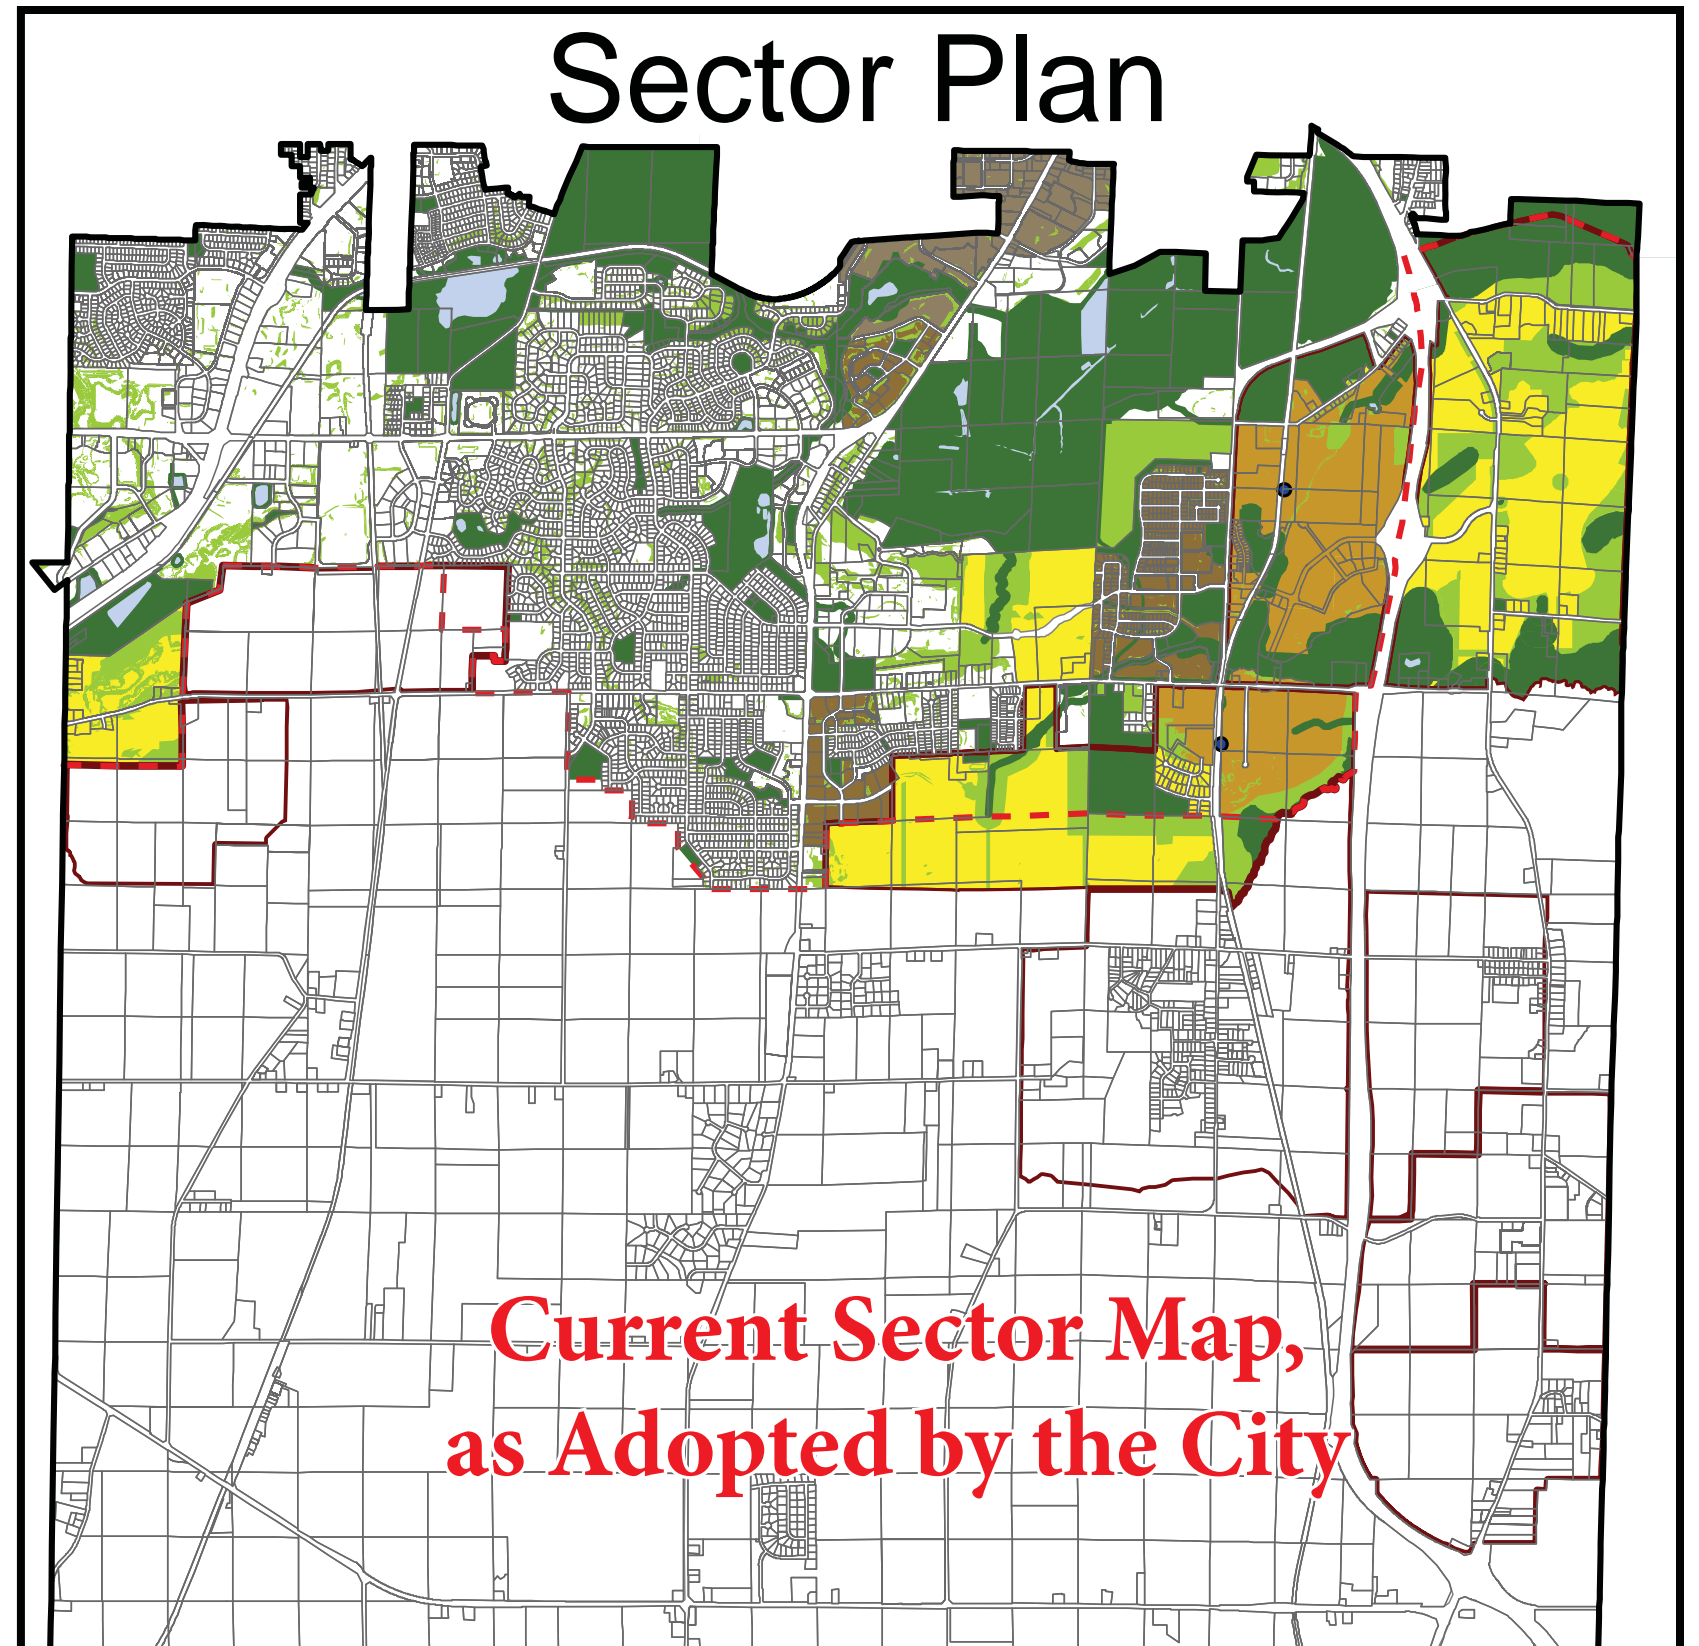 Sector Plan
Current Sector Map,
as Adopted by the City